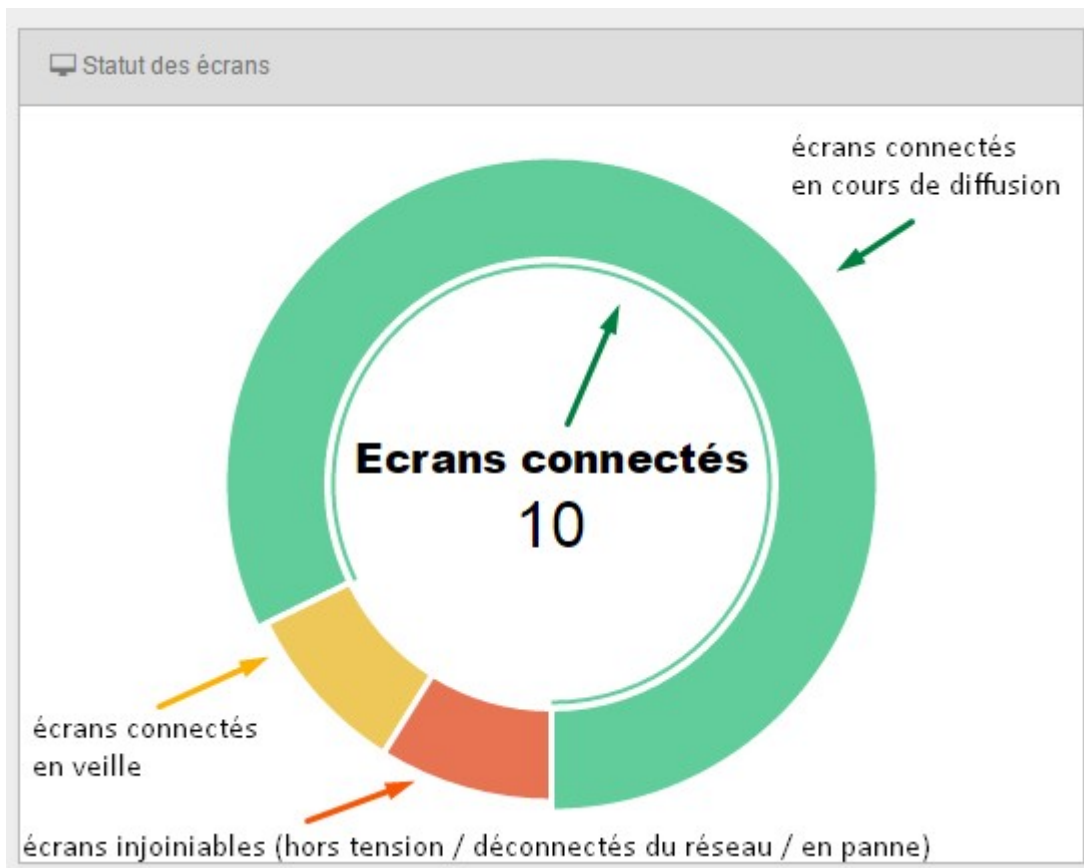 Statut des écrans
écrans connectés
en cours de diffusion
Ecrans connectés
10
écrans connectés
en veille
écrans injoiniables (hors tension / déconnectés du réseau / en panne)